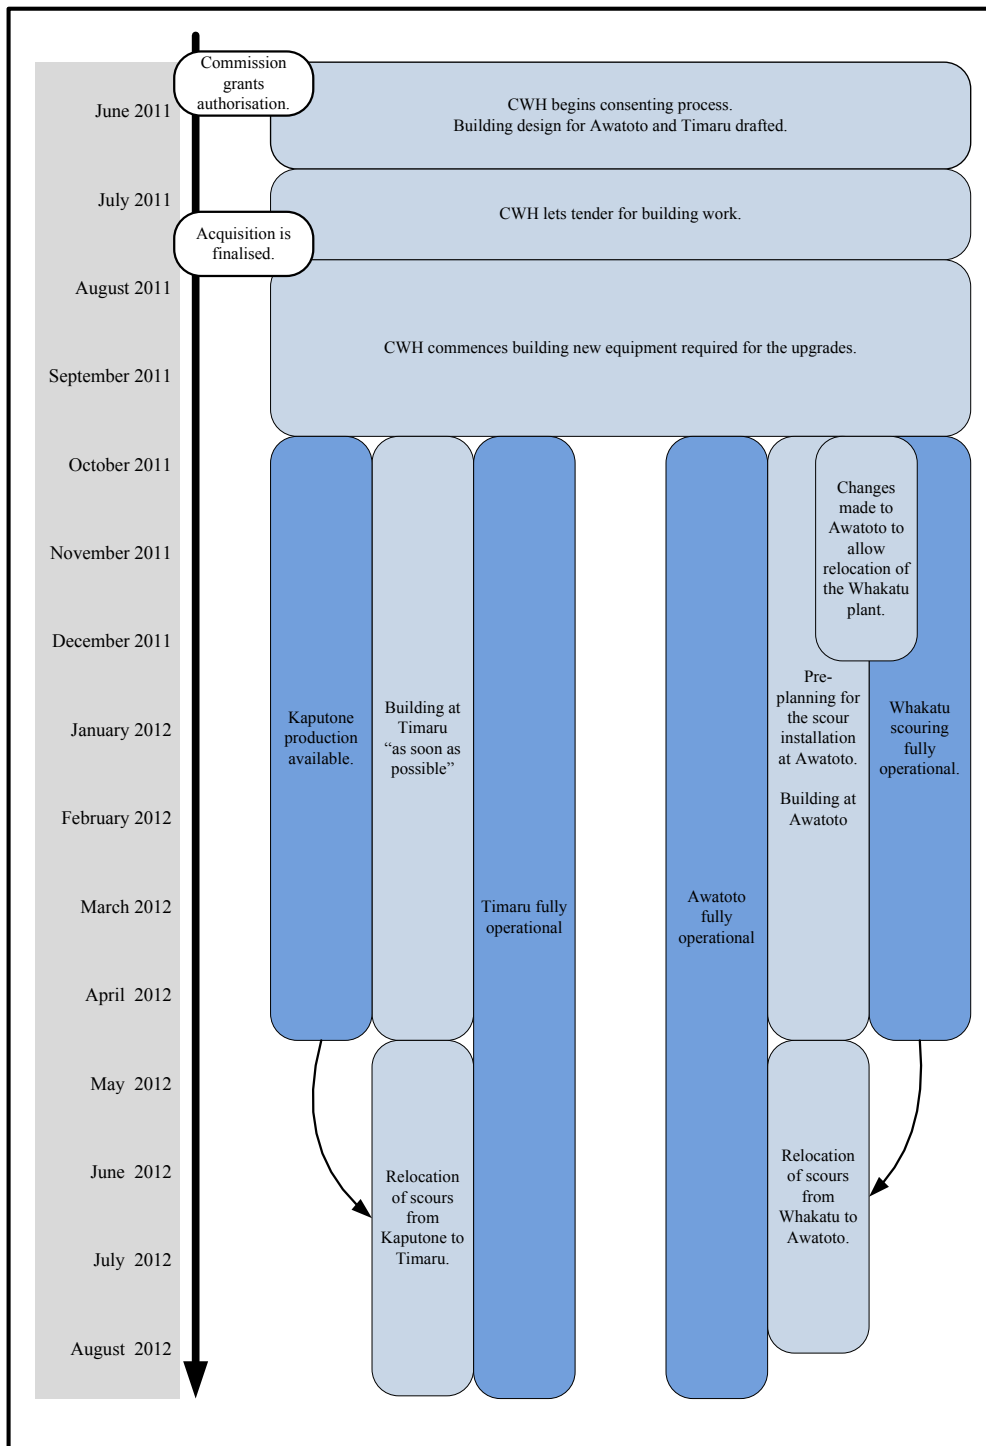 Commission
grants
authorisation.
June 2011
CWH begins consenting process.
Building design for Awatoto and Timaru drafted.
July 2011
CWH lets tender for building work.
Acquisition is
finalised.
August 2011
CWH commences building new equipment required for the upgrades.
September 2011
October 2011
November 2011
December 2011
January 2012
February 2012
March 2012
April 2012
May 2012
June 2012
July 2012
August 2012
Kaputone
production
available.
Building at
Timaru
“as soon as
possible”
Timaru fully
operational
Awatoto
fully
operational
Changes
made to
Awatoto to
allow
relocation of
the Whakatu
plant.
Pre-
planning for
the scour
installation
at Awatoto.
Building at
Awatoto
Whakatu
scouring
fully
operational.
Relocation
of scours
from
Kaputone to
Timaru.
Relocation
of scours
from
Whakatu to
Awatoto.